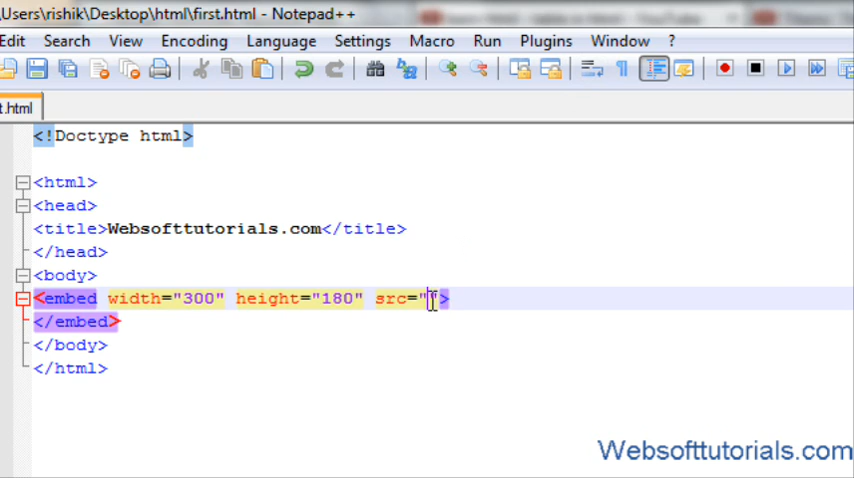 \Users\rishik\Desktop\html\first.html - Notepad++
Edit Search View Encoding Language Settings Macro Run Plugins Window ?
t.html
<!Doctype html>
<html>
<head>
<title>Websofttutorials.com</title>
</head>
<body>
<embed width="300" height="180" src="">
</embed>
</body>
</html>
Websofttutorials.com